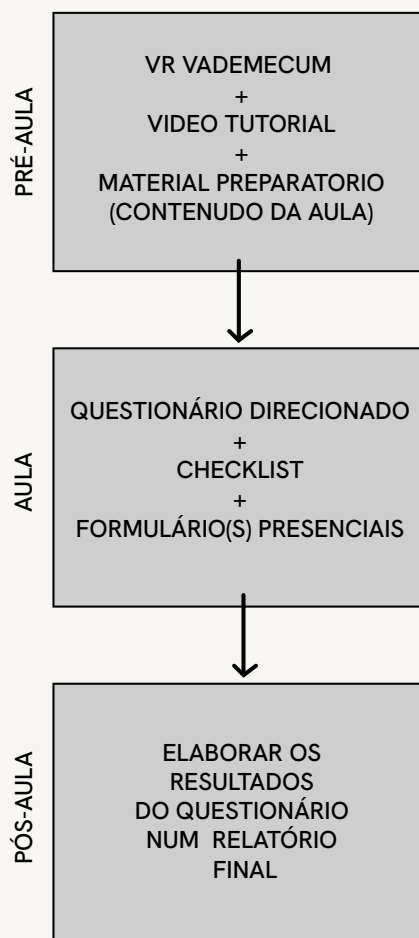 PRÉ-AULA
VR VADEMECUM
+
VIDEO TUTORIAL
+
MATERIAL PREPARATORIO
(CONTENUDO DA AULA)
AULA
QUESTIONÁRIO DIRECIONADO
+
CHECKLIST
+
FORMULÁRIO(S) PRESENCIAIS
PÓS-AULA
ELABORAR OS
RESULTADOS
DO QUESTIONÁRIO
NUM RELATÓRIO
FINAL